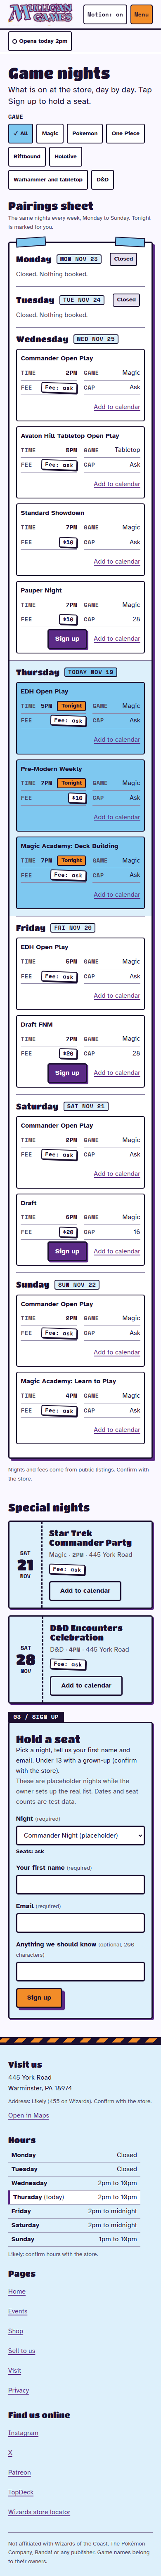 MULLIGAN GAMES
Motion: on
Menu
Opens today 2pm
Game nights
What is on at the store, day by day. Tap
Sign up to hold a seat.
GAME
✓ All
Magic
Pokemon
One Piece
Riftbound
Hololive
Warhammer and tabletop
D&D
Pairings sheet
The same nights every week, Monday to Sunday. Tonight
is marked for you.
Monday MON NOV 23 Closed
Closed. Nothing booked.
Tuesday TUE NOV 24 Closed
Closed. Nothing booked.
Wednesday WED NOV 25
Commander Open Play
TIME 2PM GAME Magic
FEE Fee: ask CAP Ask
Add to calendar
Avalon Hill Tabletop Open Play
TIME 5PM GAME Tabletop
FEE Fee: ask CAP Ask
Add to calendar
Standard Showdown
TIME 7PM GAME Magic
FEE $10 CAP Ask
Add to calendar
Pauper Night
TIME 7PM GAME Magic
FEE $10 CAP 28
Sign up Add to calendar
Thursday TODAY NOV 19
EDH Open Play
TIME 5PM Tonight GAME Magic
FEE Fee: ask CAP Ask
Add to calendar
Pre-Modern Weekly
TIME 7PM Tonight GAME Magic
FEE $10 CAP Ask
Add to calendar
Magic Academy: Deck Building
TIME 7PM Tonight GAME Magic
FEE Fee: ask CAP Ask
Add to calendar
Friday FRI NOV 20
EDH Open Play
TIME 5PM GAME Magic
FEE Fee: ask CAP Ask
Add to calendar
Draft FNM
TIME 7PM GAME Magic
FEE $20 CAP 28
Sign up Add to calendar
Saturday SAT NOV 21
Commander Open Play
TIME 2PM GAME Magic
FEE Fee: ask CAP Ask
Add to calendar
Draft
TIME 6PM GAME Magic
FEE $20 CAP 16
Sign up Add to calendar
Sunday SUN NOV 22
Commander Open Play
TIME 2PM GAME Magic
FEE Fee: ask CAP Ask
Add to calendar
Magic Academy: Learn to Play
TIME 4PM GAME Magic
FEE Fee: ask CAP Ask
Add to calendar
Nights and fees come from public listings. Confirm with
the store.
Special nights
SAT
21
NOV
Star Trek
Commander Party
Magic · 2PM · 445 York Road
Fee: ask
Add to calendar
SAT
28
NOV
D&D Encounters
Celebration
D&D · 4PM · 445 York Road
Fee: ask
Add to calendar
03 / SIGN UP
Hold a seat
Pick a night, tell us your first name and
email. Under 13 with a grown-up (confirm
with the store).
These are placeholder nights while the
owner sets up the real list. Dates and seat
counts are test data.
Night (required)
Commander Night (placeholder)
Seats: ask
Your first name (required)
Email (required)
Anything we should know (optional, 200
characters)
Sign up
Visit us
445 York Road
Warminster, PA 18974
Address: Likely (455 on Wizards). Confirm with the store.
Open in Maps
Hours
Monday Closed
Tuesday Closed
Wednesday 2pm to 10pm
Thursday (today) 2pm to 10pm
Friday 2pm to midnight
Saturday 2pm to midnight
Sunday 1pm to 10pm
Likely: confirm hours with the store.
Pages
Home
Events
Shop
Sell to us
Visit
Privacy
Find us online
Instagram
X
Patreon
TopDeck
Wizards store locator
Not affiliated with Wizards of the Coast, The Pokémon
Company, Bandai or any publisher. Game names belong
to their owners.